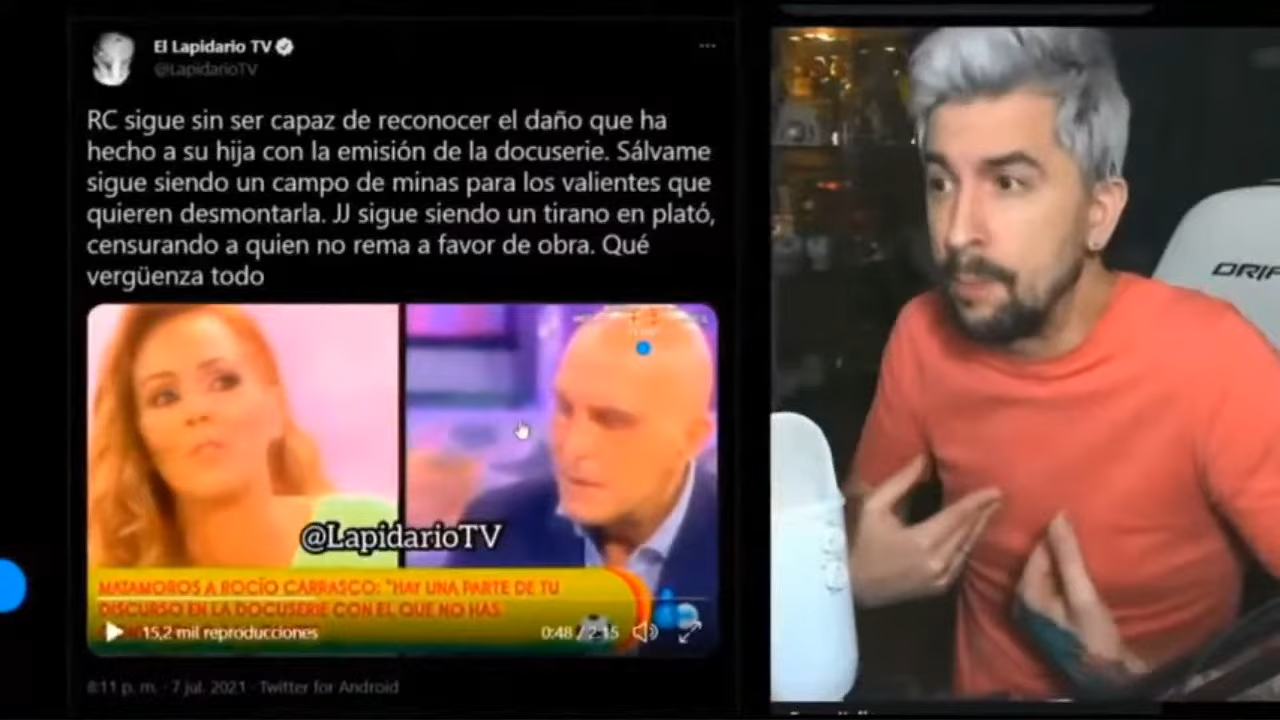 El Lapidario TV
@LapidarioTV
RC sigue sin ser capaz de reconocer el daño que ha
hecho a su hija con la emisión de la docuserie. Sálvame
sigue siendo un campo de minas para los valientes que
quieren desmontarla. JJ sigue siendo un tirano en plató,
censurando a quien no rema a favor de obra. Qué
vergüenza todo
@LapidarioTV
MATAMOROS A ROCÍO CARRASCO: "HAY UNA PARTE DE TU
DISCURSO EN LA DOCUSERIE CON EL QUE NO HAS
15,2 mil reproducciones
0:48 / 2:15
8:11 p. m. · 7 jul. 2021 · Twitter for Android